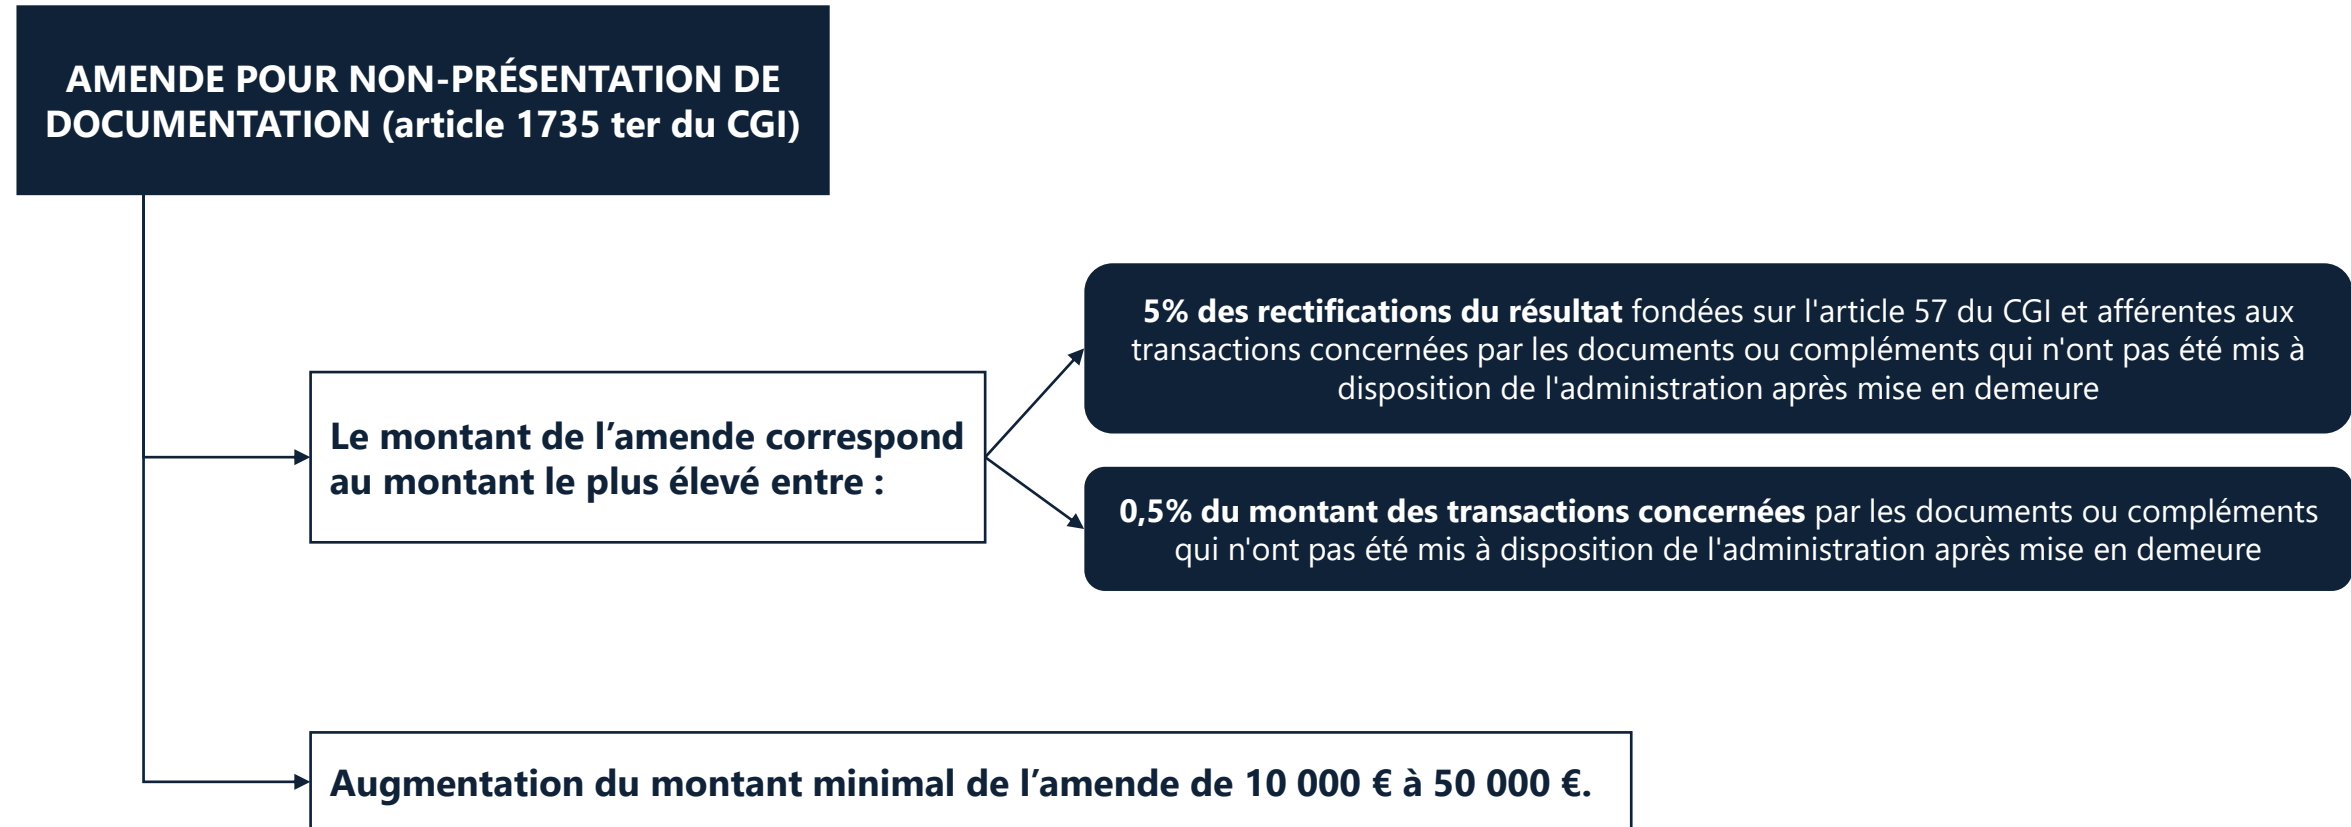 AMENDE POUR NON-PRÉSENTATION DE
DOCUMENTATION (article 1735 ter du CGI)
5% des rectifications du résultat fondées sur l'article 57 du CGI et afférentes aux
transactions concernées par les documents ou compléments qui n'ont pas été mis à
disposition de l'administration après mise en demeure
Le montant de l’amende correspond
au montant le plus élevé entre :
0,5% du montant des transactions concernées par les documents ou compléments
qui n'ont pas été mis à disposition de l'administration après mise en demeure
Augmentation du montant minimal de l’amende de 10 000 € à 50 000 €.